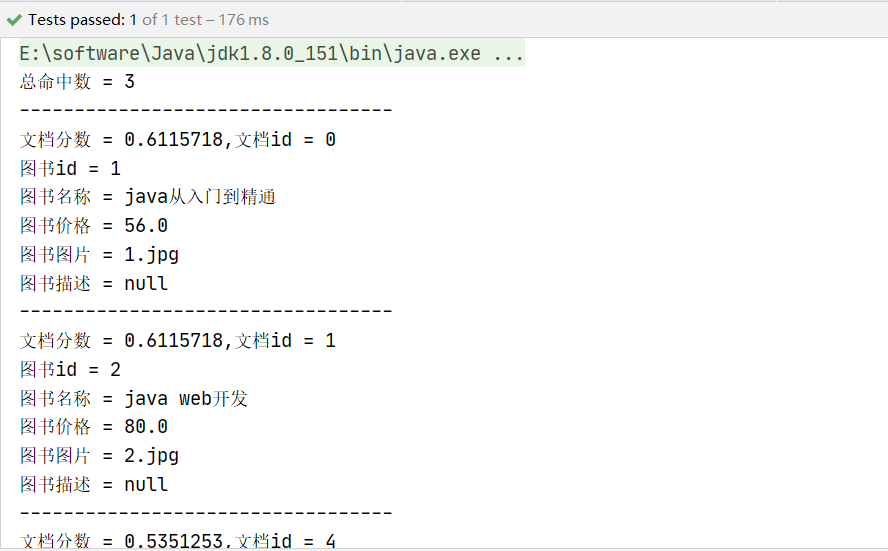 Tests passed: 1 of 1 test – 176 ms
E:\software\Java\jdk1.8.0_151\bin\java.exe ...
总命中数 = 3
----------------------------------
文档分数 = 0.6115718,文档id = 0
图书id = 1
图书名称 = java从入门到精通
图书价格 = 56.0
图书图片 = 1.jpg
图书描述 = null
----------------------------------
文档分数 = 0.6115718,文档id = 1
图书id = 2
图书名称 = java web开发
图书价格 = 80.0
图书图片 = 2.jpg
图书描述 = null
----------------------------------
文档分数 = 0.5351253,文档id = 4